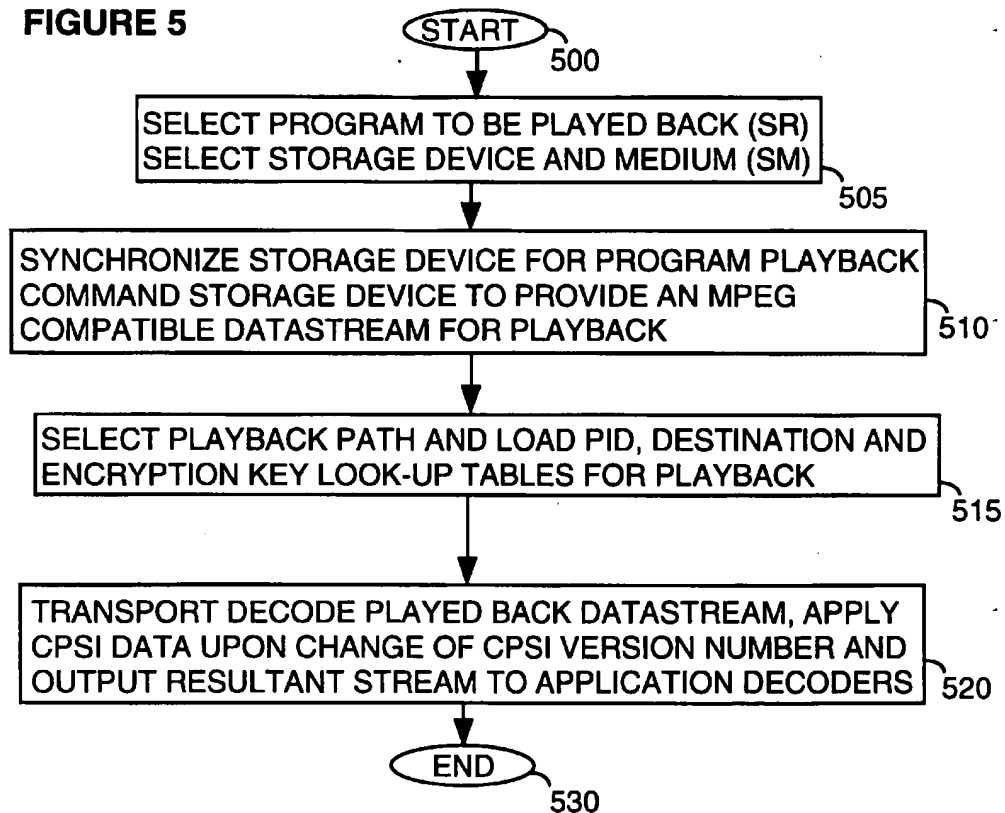 FIGURE 5
START
500
SELECT PROGRAM TO BE PLAYED BACK (SR)
SELECT STORAGE DEVICE AND MEDIUM (SM)
505
SYNCHRONIZE STORAGE DEVICE FOR PROGRAM PLAYBACK
COMMAND STORAGE DEVICE TO PROVIDE AN MPEG
COMPATIBLE DATASTREAM FOR PLAYBACK
510
SELECT PLAYBACK PATH AND LOAD PID, DESTINATION AND
ENCRYPTION KEY LOOK-UP TABLES FOR PLAYBACK
515
TRANSPORT DECODE PLAYED BACK DATASTREAM, APPLY
CPSI DATA UPON CHANGE OF CPSI VERSION NUMBER AND
OUTPUT RESULTANT STREAM TO APPLICATION DECODERS
520
END
530